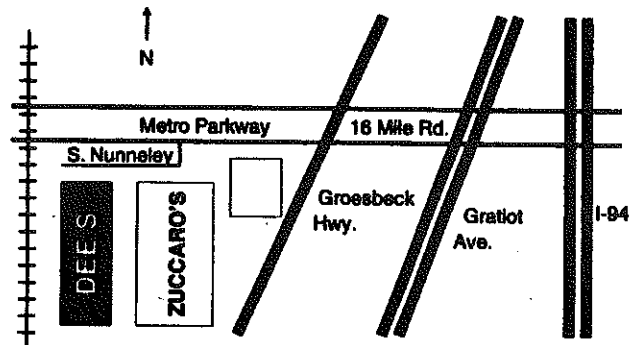 N
Metro Parkway
16 Mile Rd.
S. Nunneley
DEES
ZUCCARO'S
Groesbeck
Hwy.
Gratiot
Ave.
I-94